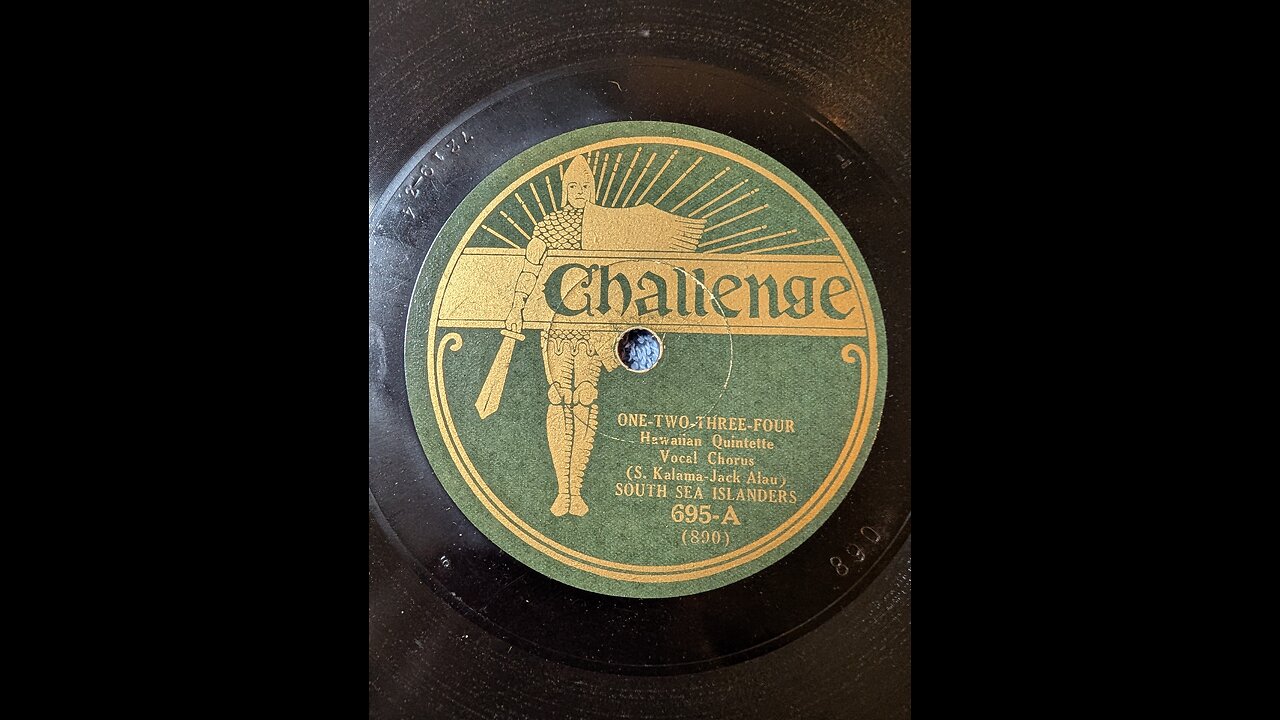 Challenge
ONE-TWO-THREE-FOUR
Hawaiian Quintette
Vocal Chorus
(S. Kalama-Jack Alau)
SOUTH SEA ISLANDERS
695-A
(890)
890